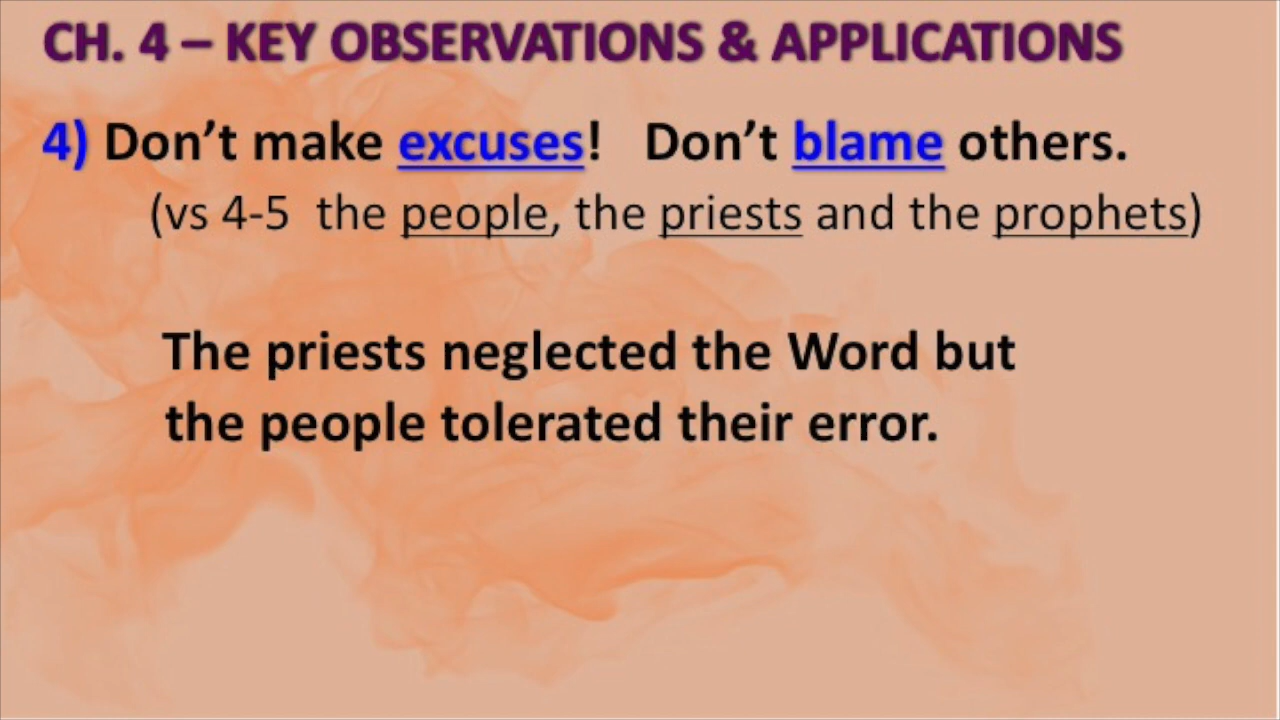 CH. 4 – KEY OBSERVATIONS & APPLICATIONS
4) Don’t make excuses! Don’t blame others.
(vs 4-5 the people, the priests and the prophets)
The priests neglected the Word but
the people tolerated their error.